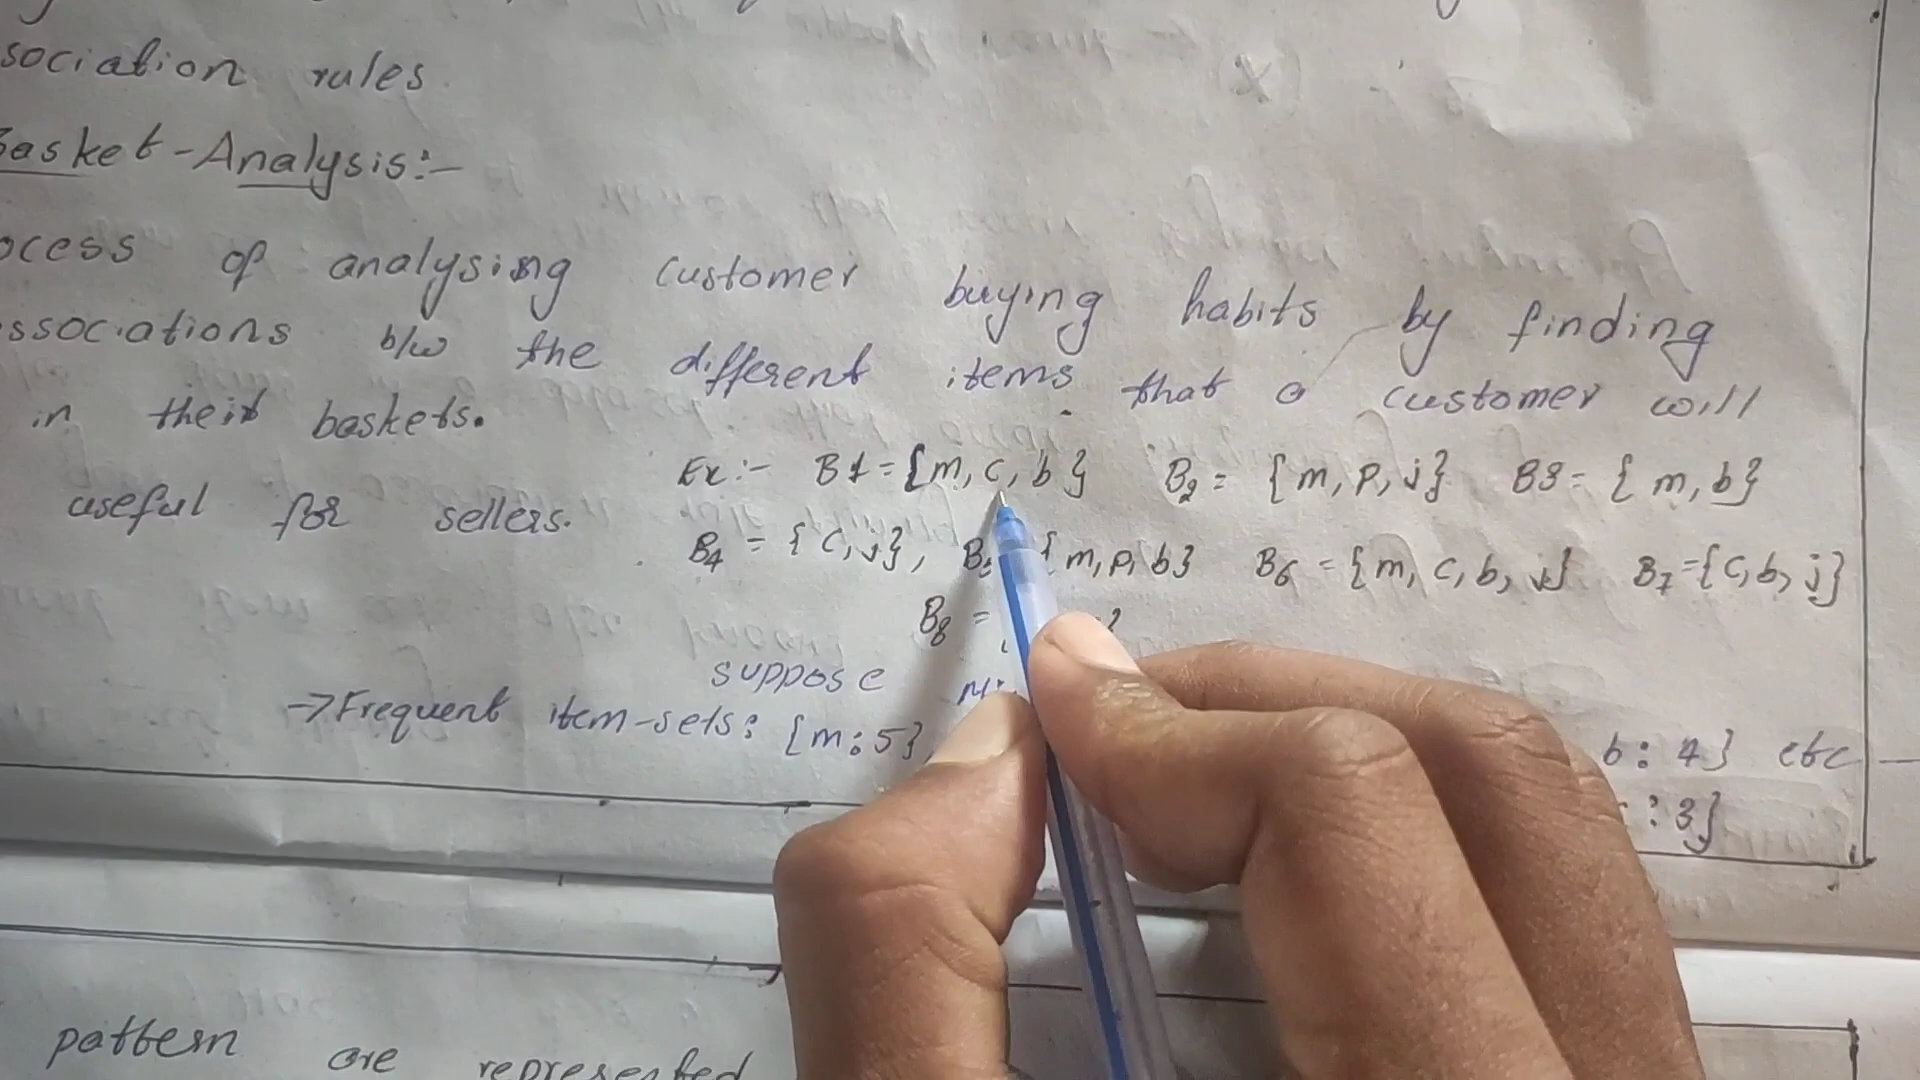 sociation rules.
Basket-Analysis:-
ocess of analysing customer buying habits by finding
ssociations b/w the different items that a customer will
in their baskets.
Ex:- B1={m,c,b} B2={m,P,j} B3={m,b}
useful for sellers.
B4={C,j}, B5 {m,P,b} B6={m,c,b,j} B7={C,b,j}
B8=
suppose
→Frequent item-sets: {m:5}, b:4} etc
:3}
pattern are represented